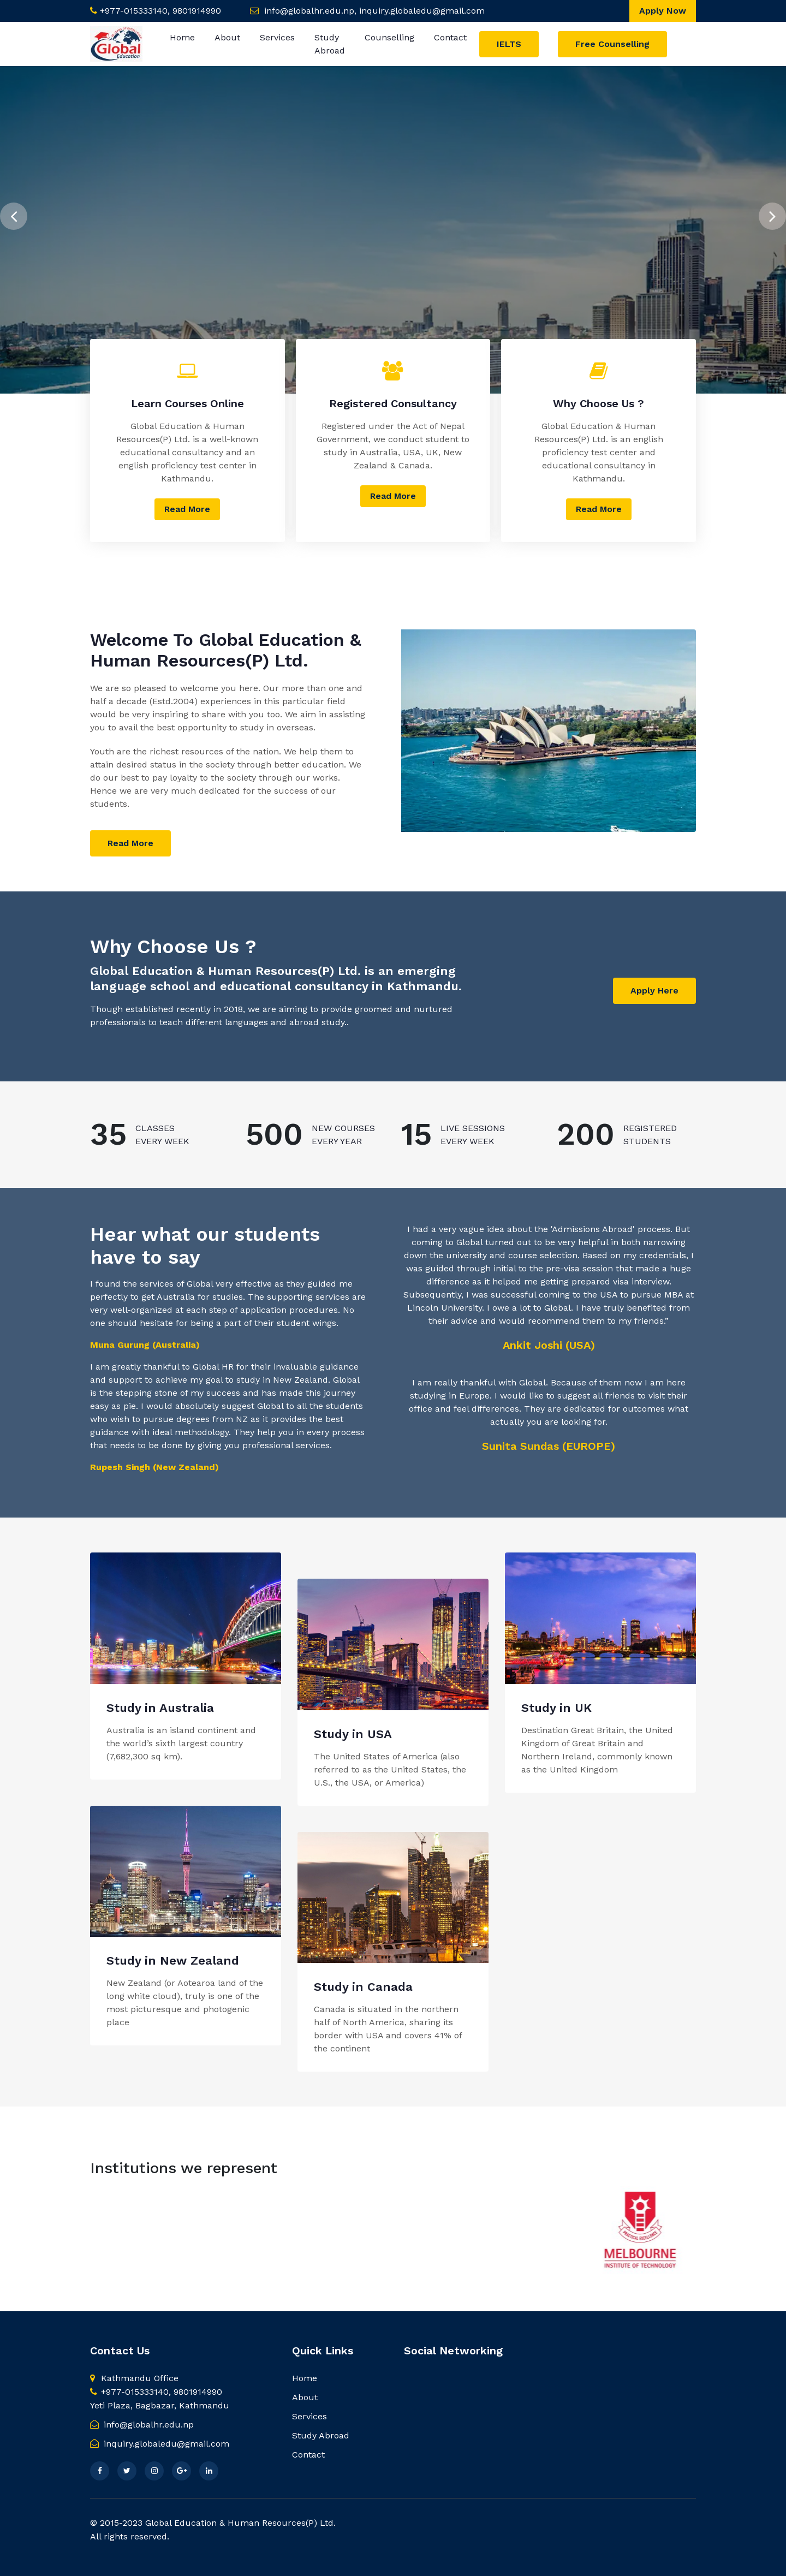 +977-015333140, 9801914990
info@globalhr.edu.np, inquiry.globaledu@gmail.com
Apply Now
Global
Education
Home
About
Services
Study
Abroad
Counselling
Contact
IELTS
Free Counselling
Learn Courses Online
Global Education & Human
Resources(P) Ltd. is a well-known
educational consultancy and an
english proficiency test center in
Kathmandu.
Read More
Registered Consultancy
Registered under the Act of Nepal
Government, we conduct student to
study in Australia, USA, UK, New
Zealand & Canada.
Read More
Why Choose Us ?
Global Education & Human
Resources(P) Ltd. is an english
proficiency test center and
educational consultancy in
Kathmandu.
Read More
Welcome To Global Education &
Human Resources(P) Ltd.
We are so pleased to welcome you here. Our more than one and
half a decade (Estd.2004) experiences in this particular field
would be very inspiring to share with you too. We aim in assisting
you to avail the best opportunity to study in overseas.
Youth are the richest resources of the nation. We help them to
attain desired status in the society through better education. We
do our best to pay loyalty to the society through our works.
Hence we are very much dedicated for the success of our
students.
Read More
Why Choose Us ?
Global Education & Human Resources(P) Ltd. is an emerging
language school and educational consultancy in Kathmandu.
Though established recently in 2018, we are aiming to provide groomed and nurtured
professionals to teach different languages and abroad study..
Apply Here
35
CLASSES
EVERY WEEK
500
NEW COURSES
EVERY YEAR
15
LIVE SESSIONS
EVERY WEEK
200
REGISTERED
STUDENTS
Hear what our students
have to say
I found the services of Global very effective as they guided me
perfectly to get Australia for studies. The supporting services are
very well-organized at each step of application procedures. No
one should hesitate for being a part of their student wings.
Muna Gurung (Australia)
I am greatly thankful to Global HR for their invaluable guidance
and support to achieve my goal to study in New Zealand. Global
is the stepping stone of my success and has made this journey
easy as pie. I would absolutely suggest Global to all the students
who wish to pursue degrees from NZ as it provides the best
guidance with ideal methodology. They help you in every process
that needs to be done by giving you professional services.
Rupesh Singh (New Zealand)
I had a very vague idea about the 'Admissions Abroad' process. But
coming to Global turned out to be very helpful in both narrowing
down the university and course selection. Based on my credentials, I
was guided through initial to the pre-visa session that made a huge
difference as it helped me getting prepared visa interview.
Subsequently, I was successful coming to the USA to pursue MBA at
Lincoln University. I owe a lot to Global. I have truly benefited from
their advice and would recommend them to my friends.”
Ankit Joshi (USA)
I am really thankful with Global. Because of them now I am here
studying in Europe. I would like to suggest all friends to visit their
office and feel differences. They are dedicated for outcomes what
actually you are looking for.
Sunita Sundas (EUROPE)
Study in Australia
Australia is an island continent and
the world’s sixth largest country
(7,682,300 sq km).
Study in USA
The United States of America (also
referred to as the United States, the
U.S., the USA, or America)
Study in UK
Destination Great Britain, the United
Kingdom of Great Britain and
Northern Ireland, commonly known
as the United Kingdom
Study in New Zealand
New Zealand (or Aotearoa land of the
long white cloud), truly is one of the
most picturesque and photogenic
place
Study in Canada
Canada is situated in the northern
half of North America, sharing its
border with USA and covers 41% of
the continent
Institutions we represent
MELBOURNE
INSTITUTE OF TECHNOLOGY
Contact Us
Kathmandu Office
+977-015333140, 9801914990
Yeti Plaza, Bagbazar, Kathmandu
info@globalhr.edu.np
inquiry.globaledu@gmail.com
Quick Links
Home
About
Services
Study Abroad
Contact
Social Networking
© 2015-2023 Global Education & Human Resources(P) Ltd.
All rights reserved.